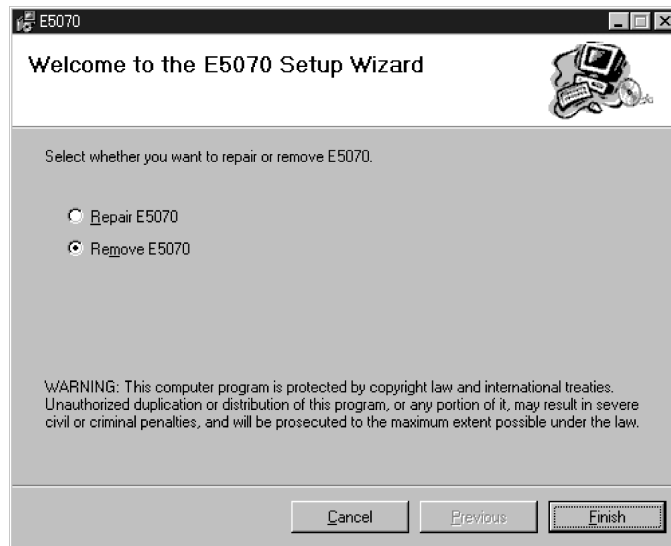 E5070
Welcome to the E5070 Setup Wizard
Select whether you want to repair or remove E5070.
Repair E5070
Remove E5070
WARNING: This computer program is protected by copyright law and international treaties.
Unauthorized duplication or distribution of this program, or any portion of it, may result in severe
civil or criminal penalties, and will be prosecuted to the maximum extent possible under the law.
Cancel
Previous
Finish